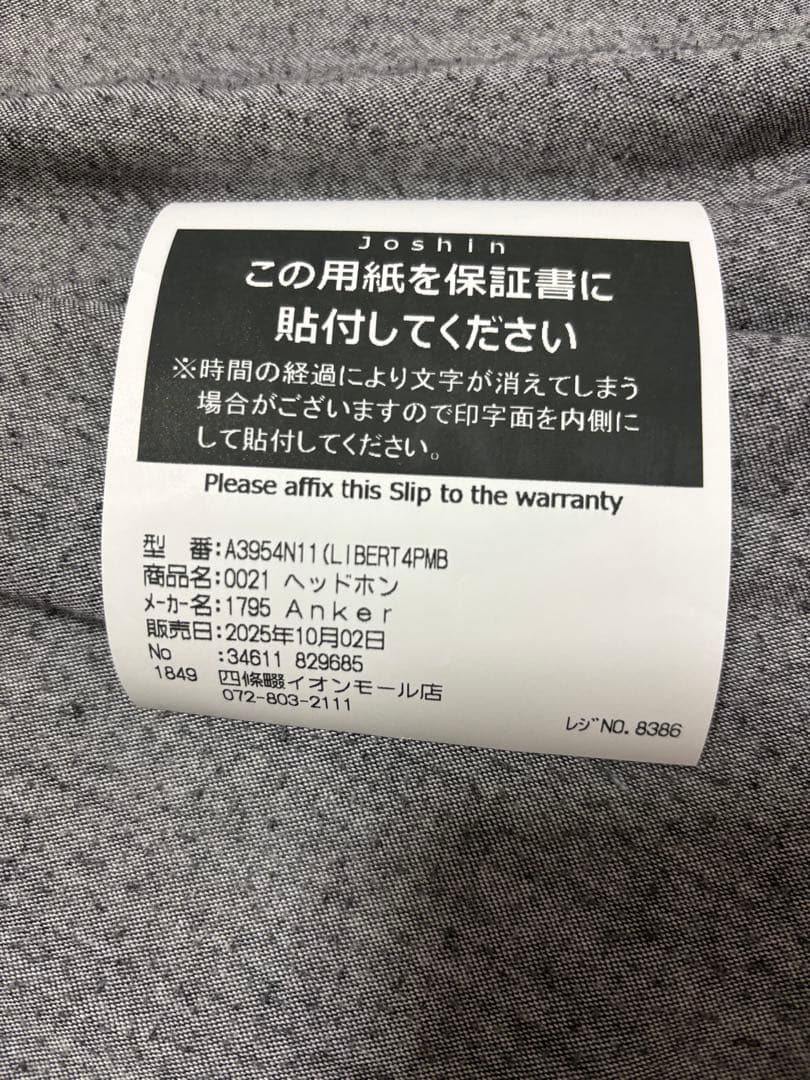 Joshin
この用紙を保証書に
貼付してください
※時間の経過により文字が消えてしまう
場合がございますので印字面を内側に
して貼付してください。
Please affix this Slip to the warranty
型　番:A3954N11(LIBERT4PMB
商品名:0021 ヘッドホン
ﾒｰｶｰ名:1795 Anker
販売日:2025年10月02日
No :34611 829685
1849 四條畷イオンモール店
072-803-2111
ﾚｼﾞNO. 8386